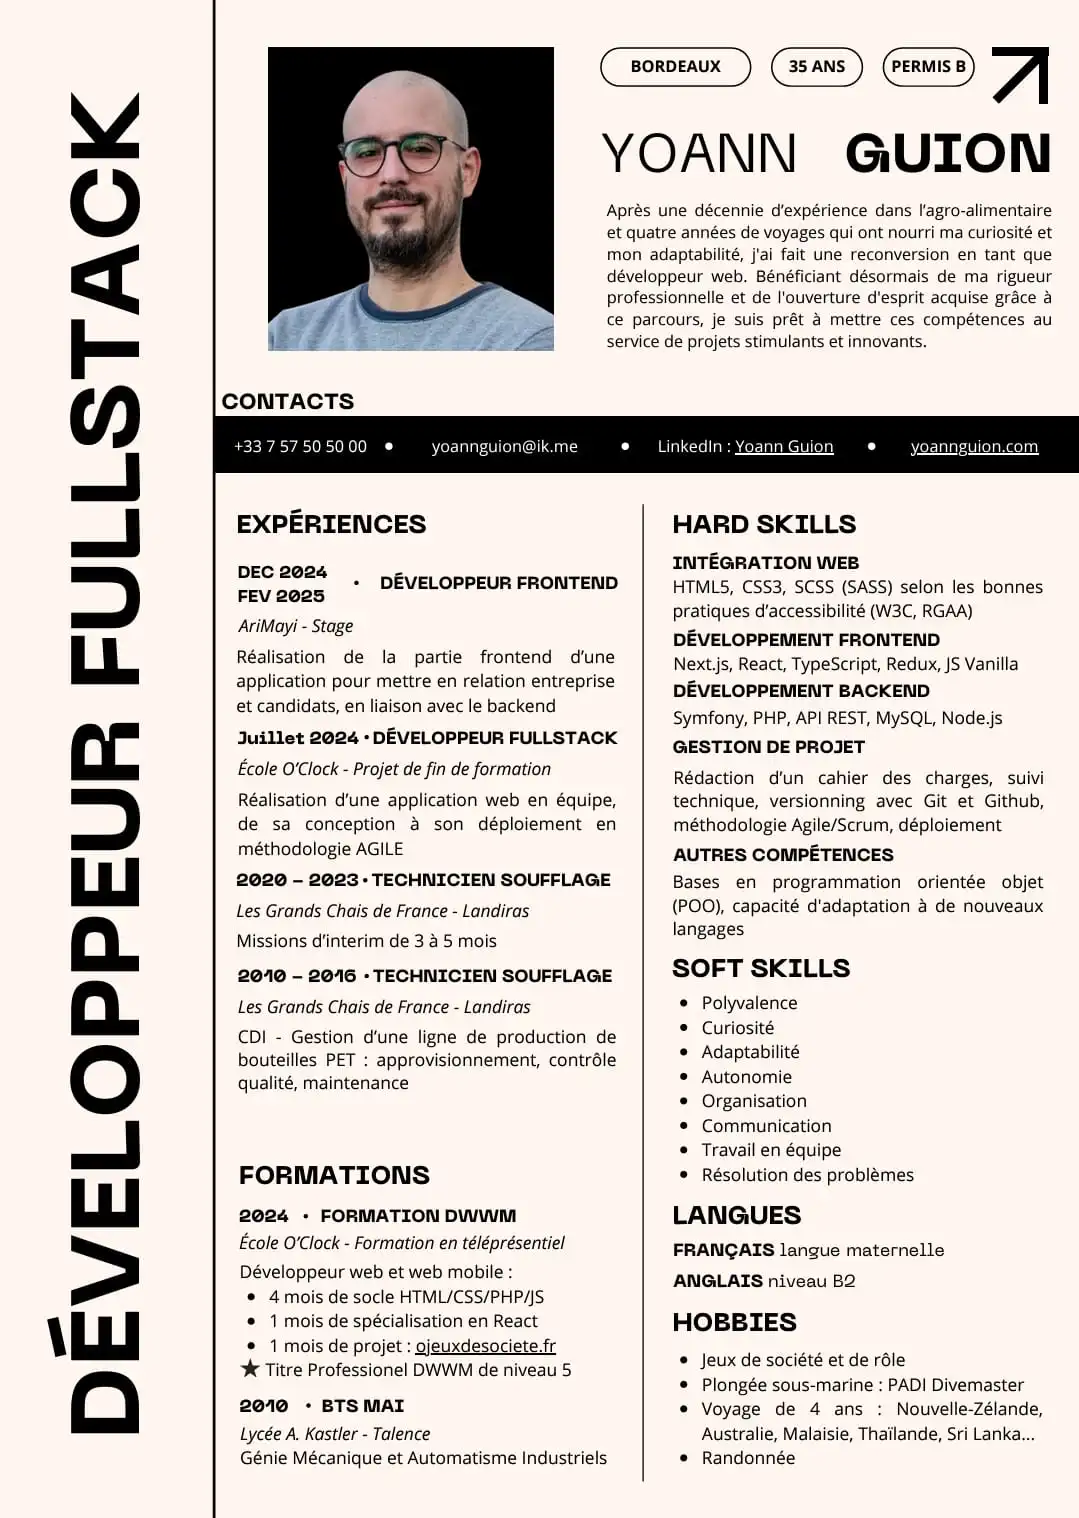 DÉVELOPPEUR FULLSTACK
BORDEAUX
35 ANS
PERMIS B
YOANN GUION
Après une décennie d’expérience dans l’agro-alimentaire
et quatre années de voyages qui ont nourri ma curiosité et
mon adaptabilité, j'ai fait une reconversion en tant que
développeur web. Bénéficiant désormais de ma rigueur
professionnelle et de l'ouverture d'esprit acquise grâce à
ce parcours, je suis prêt à mettre ces compétences au
service de projets stimulants et innovants.
CONTACTS
+33 7 57 50 50 00 • yoannguion@ik.me • LinkedIn : Yoann Guion • yoannguion.com
EXPÉRIENCES
DEC 2024
FEV 2025
• DÉVELOPPEUR FRONTEND
AriMayi - Stage
Réalisation de la partie frontend d’une
application pour mettre en relation entreprise
et candidats, en liaison avec le backend
Juillet 2024 • DÉVELOPPEUR FULLSTACK
École O’Clock - Projet de fin de formation
Réalisation d’une application web en équipe,
de sa conception à son déploiement en
méthodologie AGILE
2020 – 2023 • TECHNICIEN SOUFFLAGE
Les Grands Chais de France - Landiras
Missions d’interim de 3 à 5 mois
2010 – 2016 • TECHNICIEN SOUFFLAGE
Les Grands Chais de France - Landiras
CDI - Gestion d’une ligne de production de
bouteilles PET : approvisionnement, contrôle
qualité, maintenance
FORMATIONS
2024 • FORMATION DWWM
École O’Clock - Formation en téléprésentiel
Développeur web et web mobile :
• 4 mois de socle HTML/CSS/PHP/JS
• 1 mois de spécialisation en React
• 1 mois de projet : ojeuxdesociete.fr
★ Titre Professionel DWWM de niveau 5
2010 • BTS MAI
Lycée A. Kastler - Talence
Génie Mécanique et Automatisme Industriels
HARD SKILLS
INTÉGRATION WEB
HTML5, CSS3, SCSS (SASS) selon les bonnes
pratiques d’accessibilité (W3C, RGAA)
DÉVELOPPEMENT FRONTEND
Next.js, React, TypeScript, Redux, JS Vanilla
DÉVELOPPEMENT BACKEND
Symfony, PHP, API REST, MySQL, Node.js
GESTION DE PROJET
Rédaction d’un cahier des charges, suivi
technique, versionning avec Git et Github,
méthodologie Agile/Scrum, déploiement
AUTRES COMPÉTENCES
Bases en programmation orientée objet
(POO), capacité d'adaptation à de nouveaux
langages
SOFT SKILLS
• Polyvalence
• Curiosité
• Adaptabilité
• Autonomie
• Organisation
• Communication
• Travail en équipe
• Résolution des problèmes
LANGUES
FRANÇAIS langue maternelle
ANGLAIS niveau B2
HOBBIES
• Jeux de société et de rôle
• Plongée sous-marine : PADI Divemaster
• Voyage de 4 ans : Nouvelle-Zélande,
Australie, Malaisie, Thaïlande, Sri Lanka...
• Randonnée